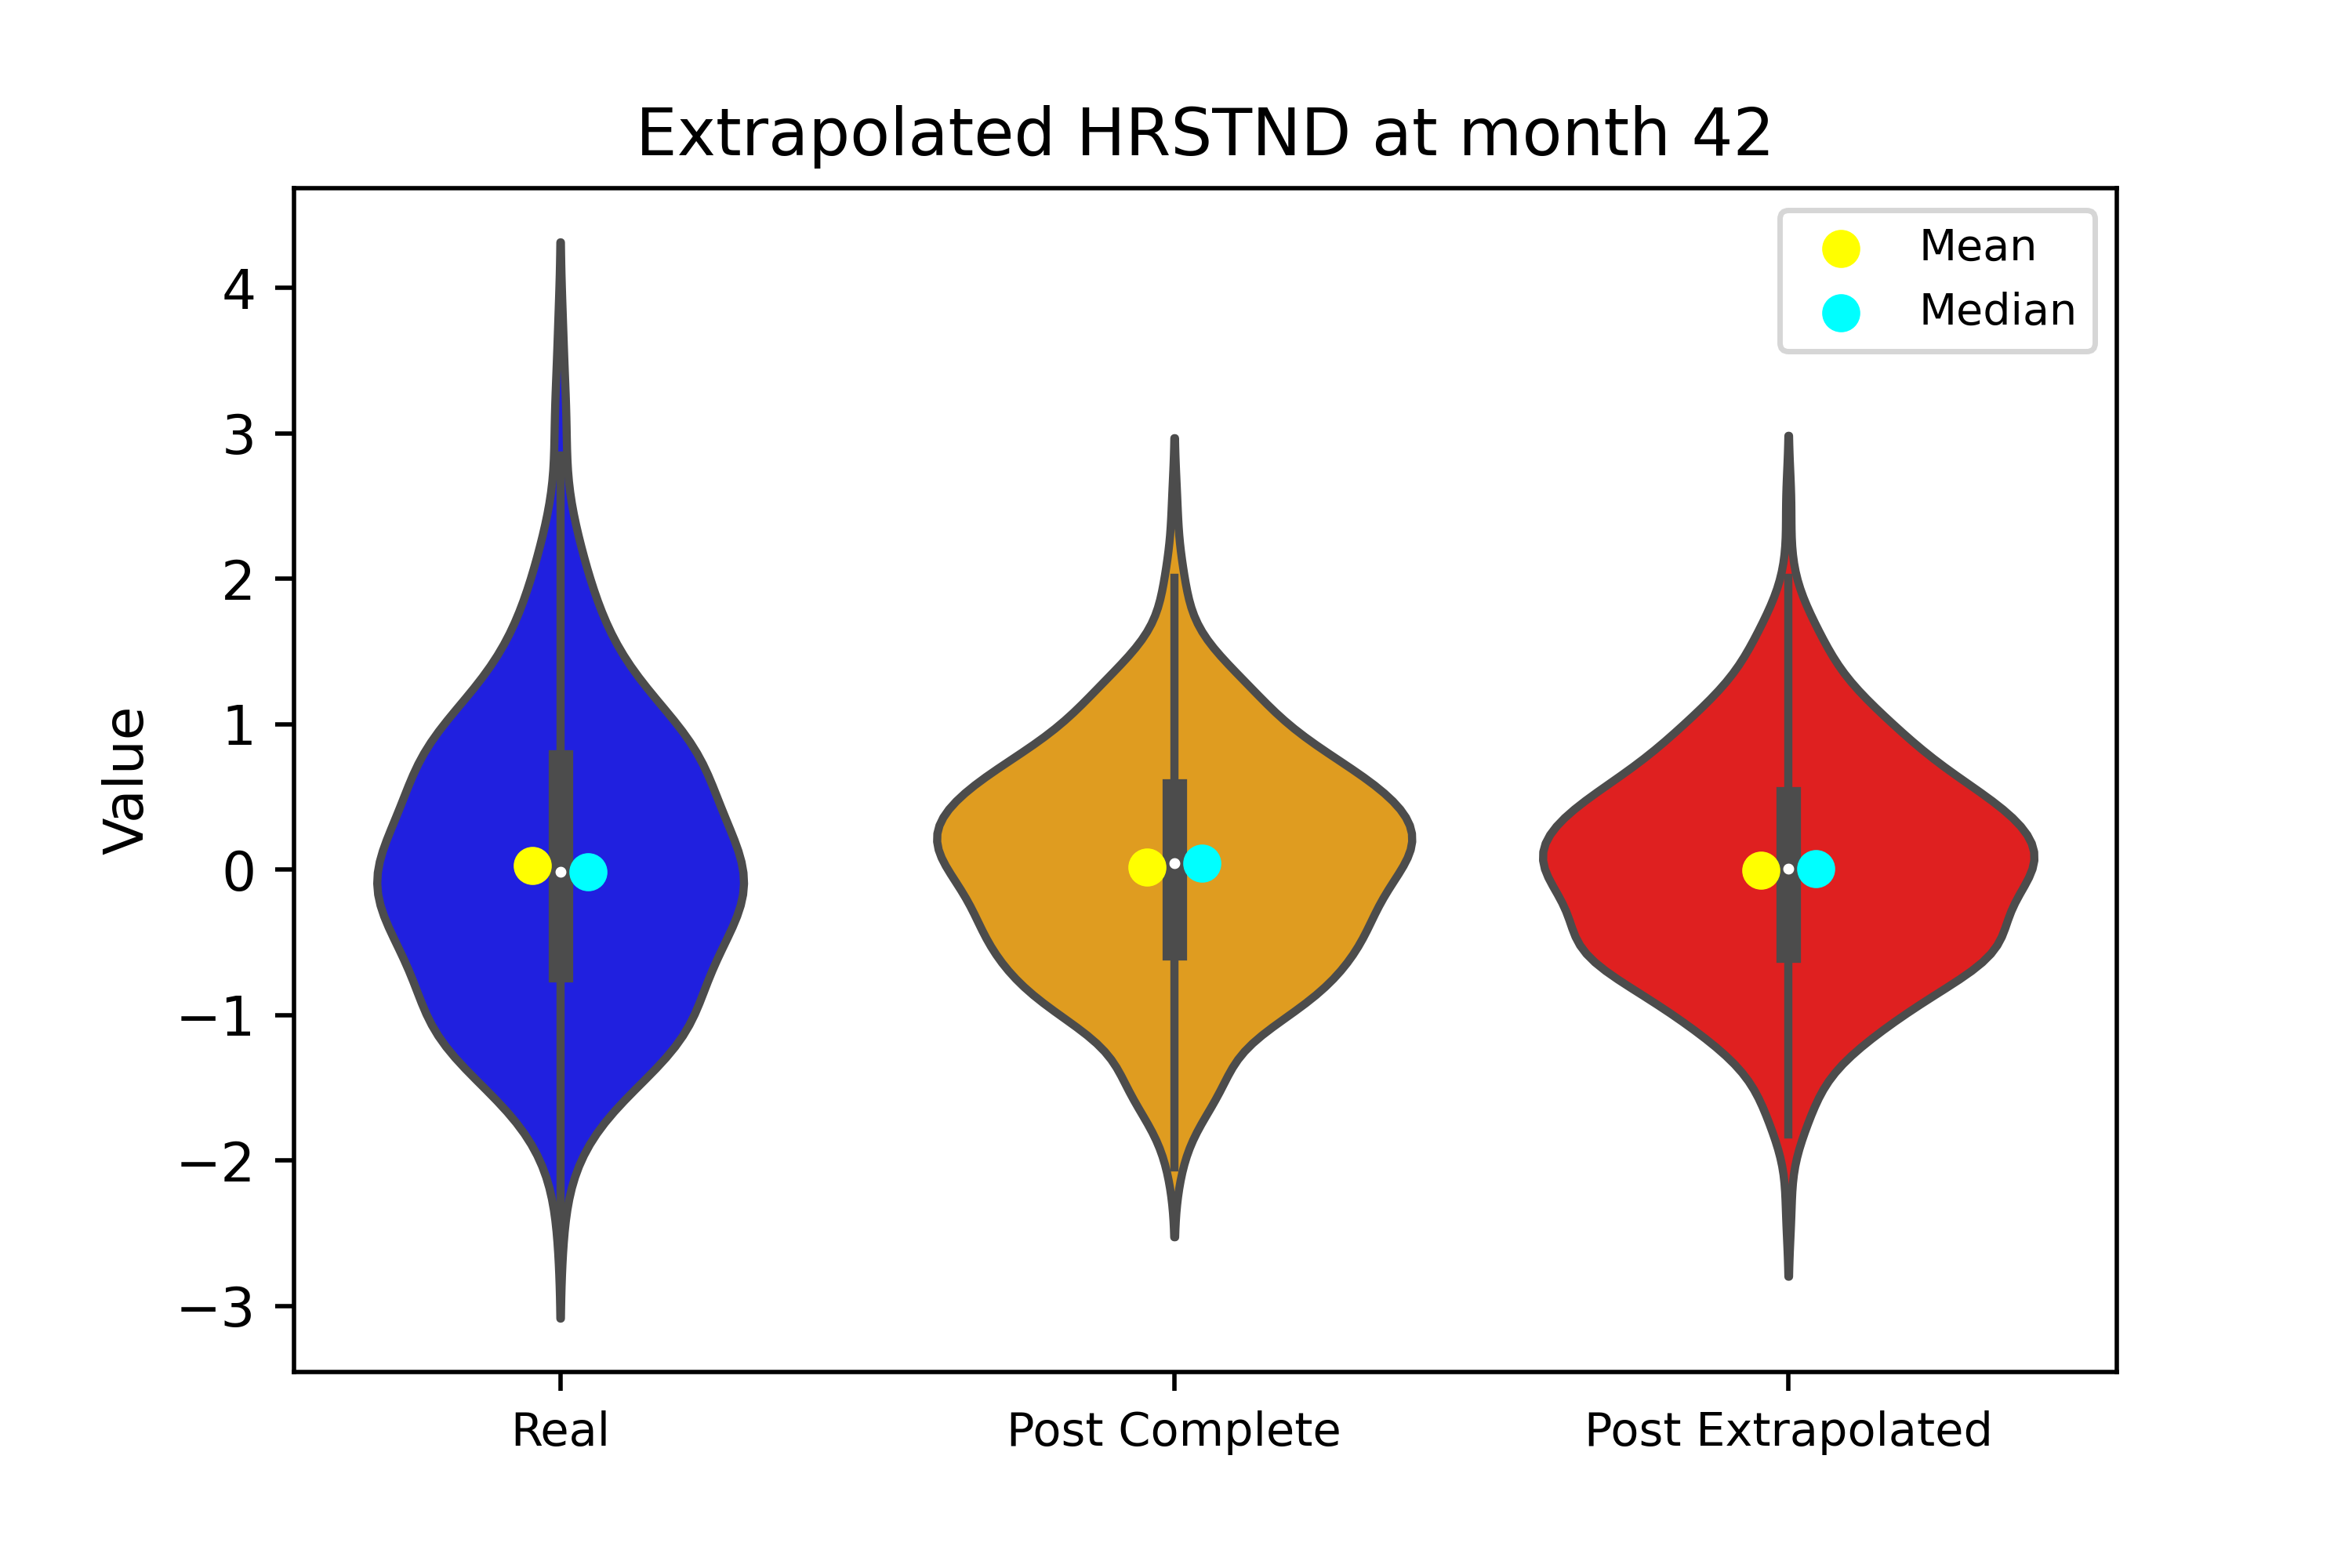 Extrapolated HRSTND at month 42
Mean
Median
4
3
2
1
0
−1
−2
−3
Value
Real
Post Complete
Post Extrapolated